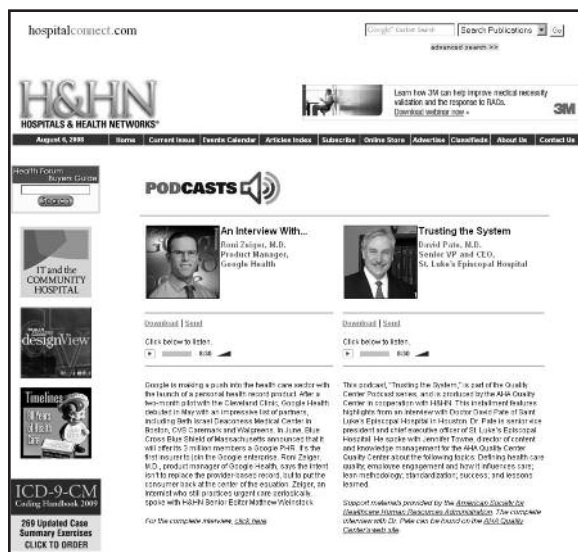 hospitalconnect.com
Google Custom Search
Search Publications
Go
advanced search >>
H&HN
HOSPITALS & HEALTH NETWORKS®
Learn how 3M can help improve medical necessity
validation and the response to RACs.
Download webinar now »
3M
August 6, 2008 Home Current Issue Events Calendar Articles Index Subscribe Online Store Advertise Classifieds About Us Contact Us
Health Forum
Buyers Guide
Search
PODCASTS
An Interview With...
Roni Zeiger, M.D.
Product Manager,
Google Health
Trusting the System
David Pate, M.D.
Senior VP and CEO,
St. Luke's Episcopal Hospital
IT and the
COMMUNITY
HOSPITAL
designView
Timelines
Years
Health
Care
Download | Send
Click below to listen.
Download | Send
Click below to listen.
Google is making a push into the health care sector with
the launch of a personal health record product. After a
two-month pilot with the Cleveland Clinic, Google Health
debuted in May with an impressive list of partners,
including Beth Israel Deaconess Medical Center in
Boston, CVS Caremark and Walgreens. In June, Blue
Cross Blue Shield of Massachusetts announced that it
will offer its 3 million members a Google PHR. It's the
first insurer to join the Google enterprise. Roni Zeiger,
M.D., product manager of Google Health, says the intent
isn't to replace the provider-based record, but to put the
consumer back at the center of the equation. Zeiger, an
internist who still practices urgent care periodically,
spoke with H&HN Senior Editor Matthew Weinstock.
For the complete interview, click here.
This podcast, "Trusting the System," is part of the Quality
Center Podcast series, and is produced by the AHA Quality
Center in cooperation with H&HN. This installment features
highlights from an interview with Doctor David Pate of Saint
Luke's Episcopal Hospital in Houston. Dr. Pate is senior vice
president and chief executive officer of St. Luke's Episcopal
Hospital. He spoke with Jennifer Towne, director of content
and knowledge management for the AHA Quality Center
Quality Center about the following topics: Defining health care
quality; employee engagement and how it influences care;
lean methodology; standardization; success; and lessons
learned.
Support materials provided by the American Society for
Healthcare Human Resources Administration. The complete
interview with Dr. Pate can be found on the AHA Quality
Center's web site.
ICD-9-CM
Coding Handbook 2009
269 Updated Case
Summary Exercises
CLICK TO ORDER